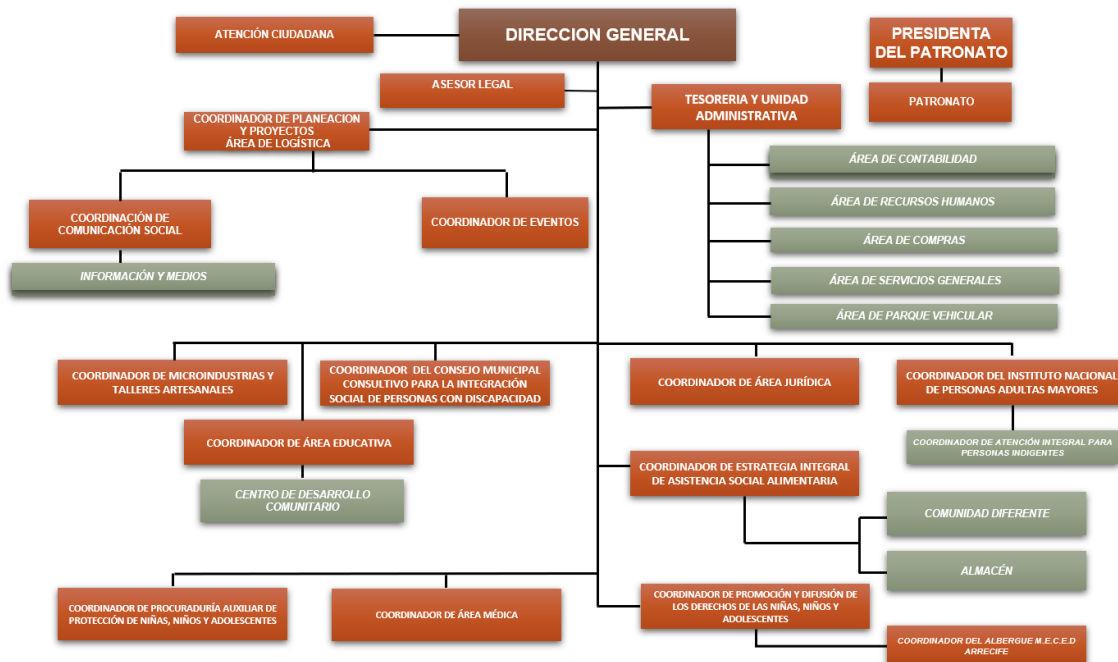 DIRECCION GENERAL
ATENCIÓN CIUDADANA
PRESIDENTA
DEL PATRONATO
ASESOR LEGAL
PATRONATO
TESORERIA Y UNIDAD
ADMINISTRATIVA
COORDINADOR DE PLANEACION
Y PROYECTOS
ÁREA DE LOGÍSTICA
ÁREA DE CONTABILIDAD
ÁREA DE RECURSOS HUMANOS
COORDINACIÓN DE
COMUNICACIÓN SOCIAL
COORDINADOR DE EVENTOS
ÁREA DE COMPRAS
INFORMACIÓN Y MEDIOS
ÁREA DE SERVICIOS GENERALES
ÁREA DE PARQUE VEHICULAR
COORDINADOR DE MICROINDUSTRIAS Y
TALLERES ARTESANALES
COORDINADOR DEL CONSEJO MUNICIPAL
CONSULTIVO PARA LA INTEGRACIÓN
SOCIAL DE PERSONAS CON DISCAPACIDAD
COORDINADOR DE ÁREA JURÍDICA
COORDINADOR DEL INSTITUTO NACIONAL
DE PERSONAS ADULTAS MAYORES
COORDINADOR DE ÁREA EDUCATIVA
COORDINADOR DE ATENCIÓN INTEGRAL PARA
PERSONAS INDIGENTES
COORDINADOR DE ESTRATEGIA INTEGRAL
DE ASISTENCIA SOCIAL ALIMENTARIA
CENTRO DE DESARROLLO
COMUNITARIO
COMUNIDAD DIFERENTE
ALMACÉN
COORDINADOR DE PROCURADURÍA AUXILIAR DE
PROTECCIÓN DE NIÑAS, NIÑOS Y ADOLESCENTES
COORDINADOR DE ÁREA MÉDICA
COORDINADOR DE PROMOCIÓN Y DIFUSIÓN DE
LOS DERECHOS DE LAS NIÑAS, NIÑOS Y
ADOLESCENTES
COORDINADOR DEL ALBERGUE M.E.C.E.D
ARRECIFE